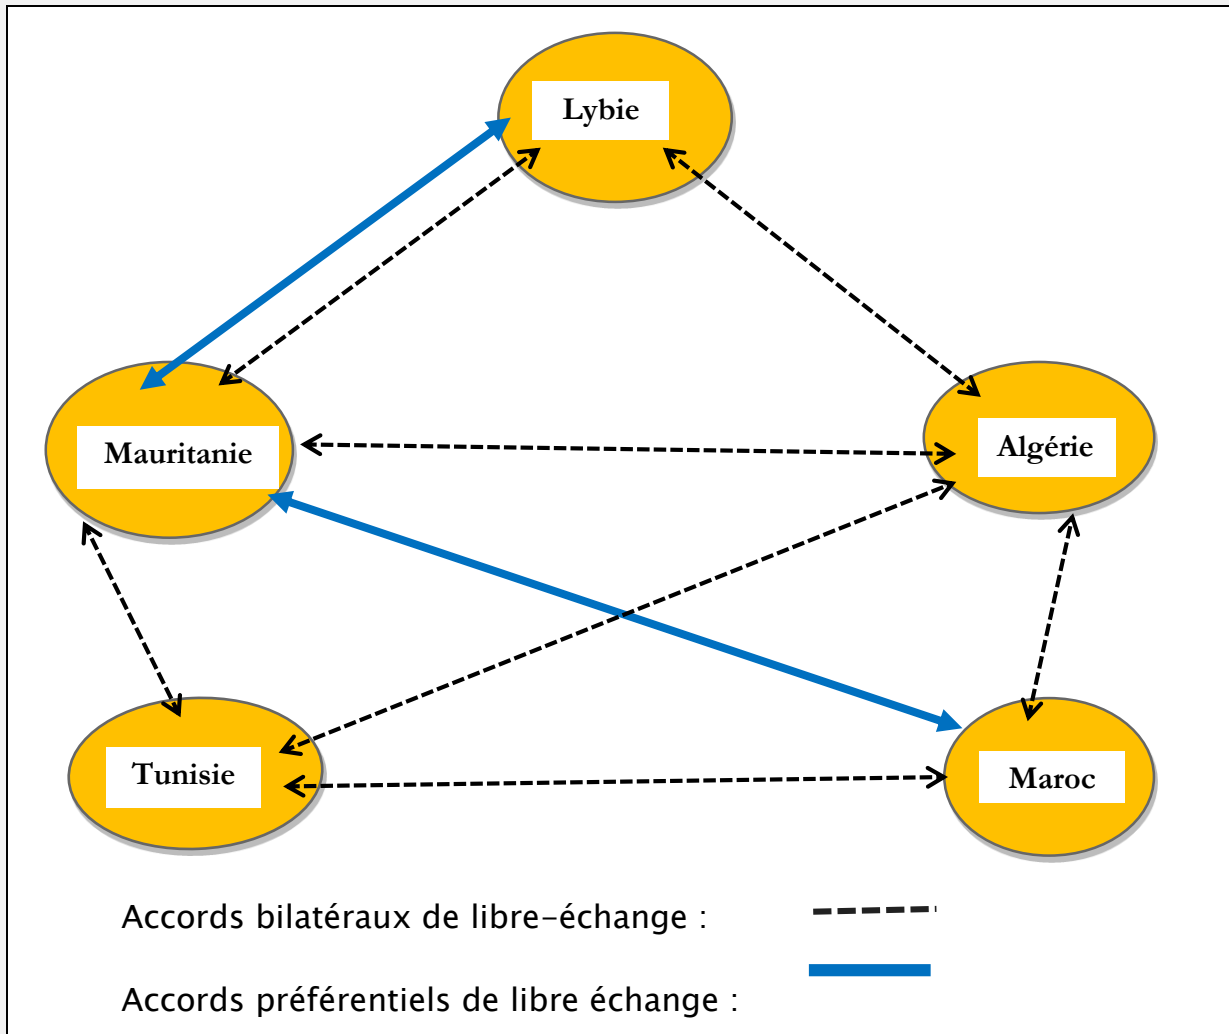 Lybie
Mauritanie
Algérie
Tunisie
Maroc
Accords bilatéraux de libre-échange :
Accords préférentiels de libre échange :